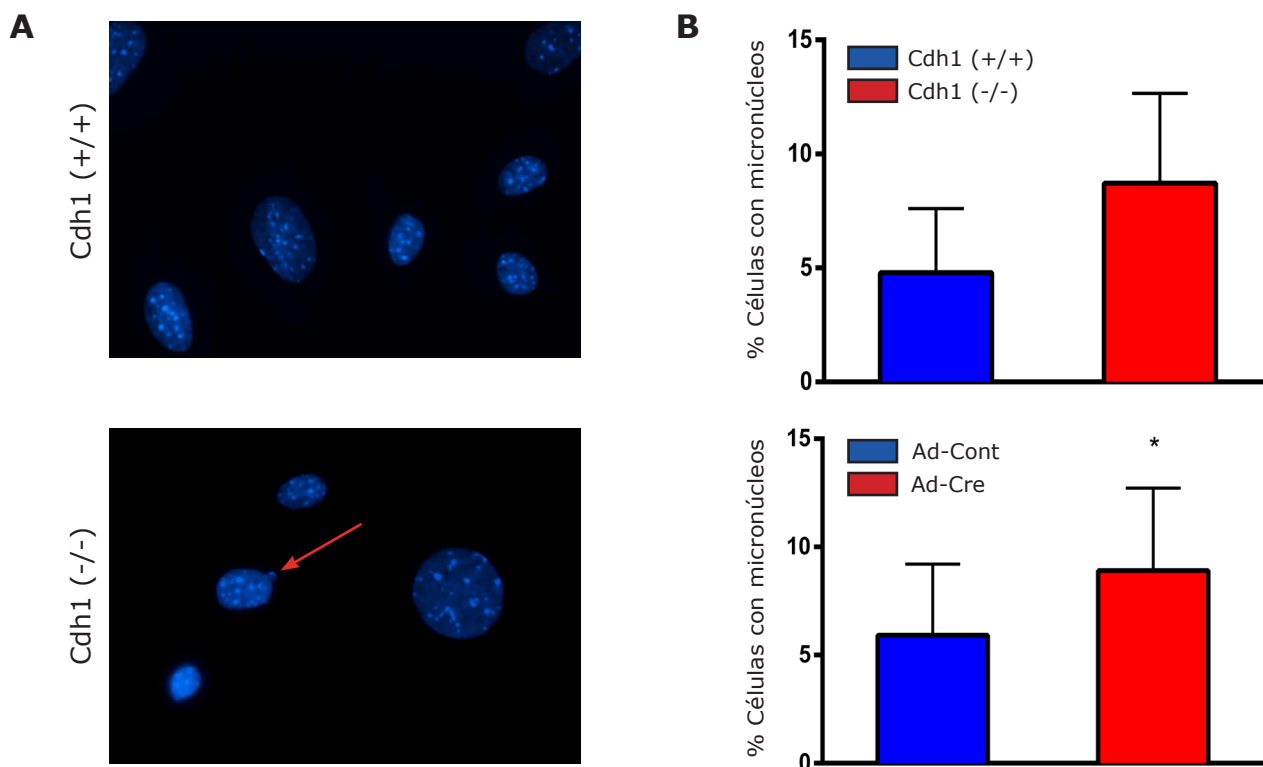 A
Cdh1 (+/+)
Cdh1 (-/-)
B
% Células con micronúcleos
15
10
5
0
Cdh1 (+/+)
Cdh1 (-/-)
% Células con micronúcleos
15
10
5
0
Ad-Cont
Ad-Cre
*